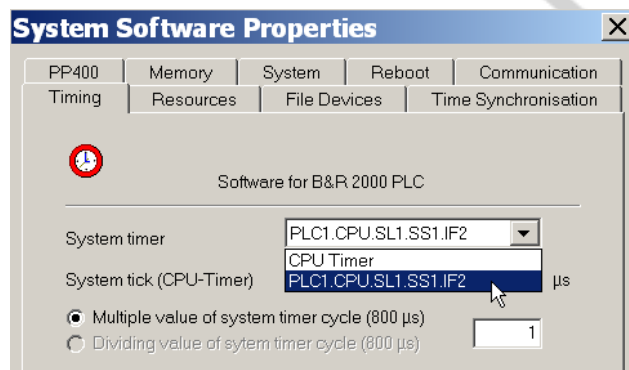 System Software Properties
PP400 Memory System Reboot Communication
Timing Resources File Devices Time Synchronisation
Software for B&R 2000 PLC
System timer PLC1.CPU.SL1.SS1.IF2
CPU Timer
System tick (CPU-Timer) PLC1.CPU.SL1.SS1.IF2 µs
Multiple value of system timer cycle (800 µs) 1
Dividing value of sytem timer cycle (800 µs)